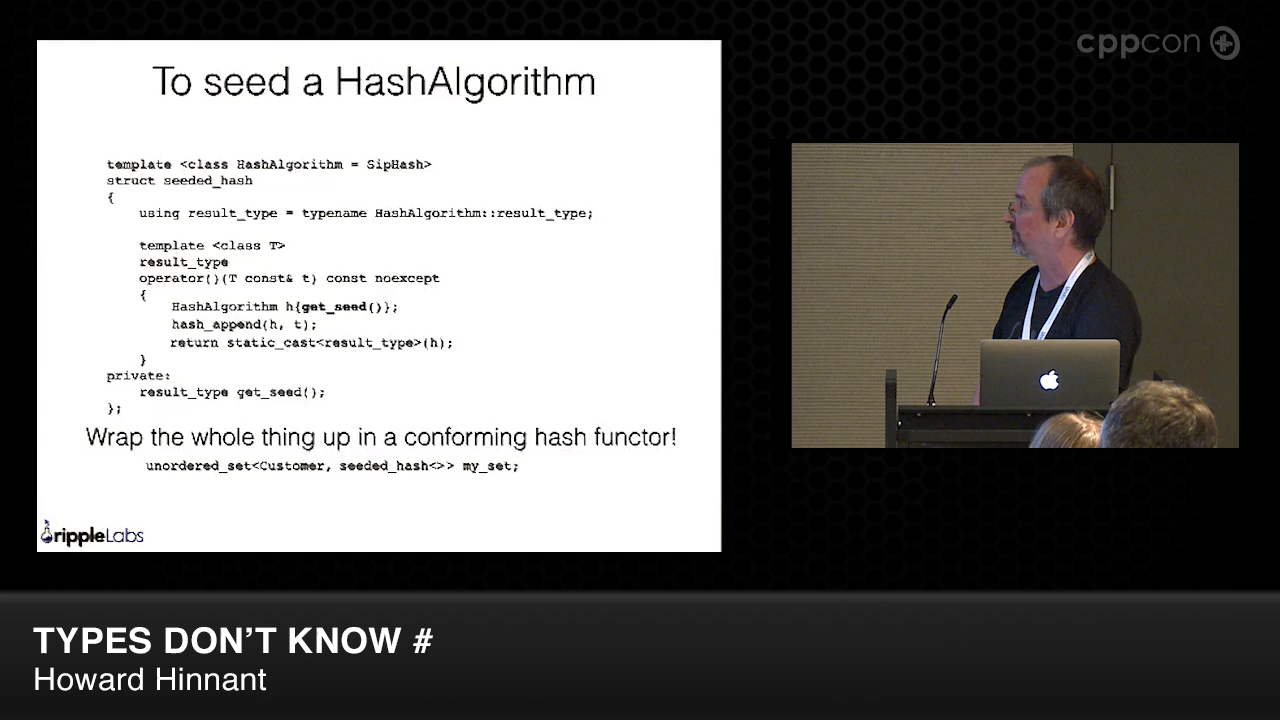 cppcon
To seed a HashAlgorithm
template <class HashAlgorithm = SipHash>
struct seeded_hash
{
using result_type = typename HashAlgorithm::result_type;
template <class T>
result_type
operator()(T const& t) const noexcept
{
HashAlgorithm h{get_seed()};
hash_append(h, t);
return static_cast<result_type>(h);
}
private:
result_type get_seed();
};
Wrap the whole thing up in a conforming hash functor!
unordered_set<Customer, seeded_hash<>> my_set;
rippleLabs
TYPES DON'T KNOW #
Howard Hinnant